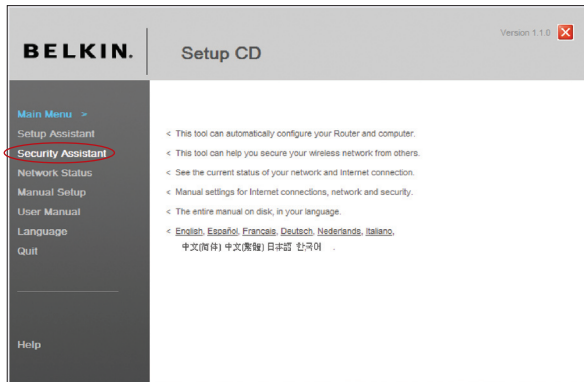 BELKIN.
Setup CD
Version 1.1.0
Main Menu >
Setup Assistant
< This tool can automatically configure your Router and computer.
Security Assistant
< This tool can help you secure your wireless network from others.
Network Status
< See the current status of your network and Internet connection.
Manual Setup
< Manual settings for Internet connections, network and security.
User Manual
< The entire manual on disk, in your language.
Language
< English, Español, Français, Deutsch, Nederlands, Italiano,
中文(简体) 中文(繁體) 日本語 한국어 .
Quit
Help